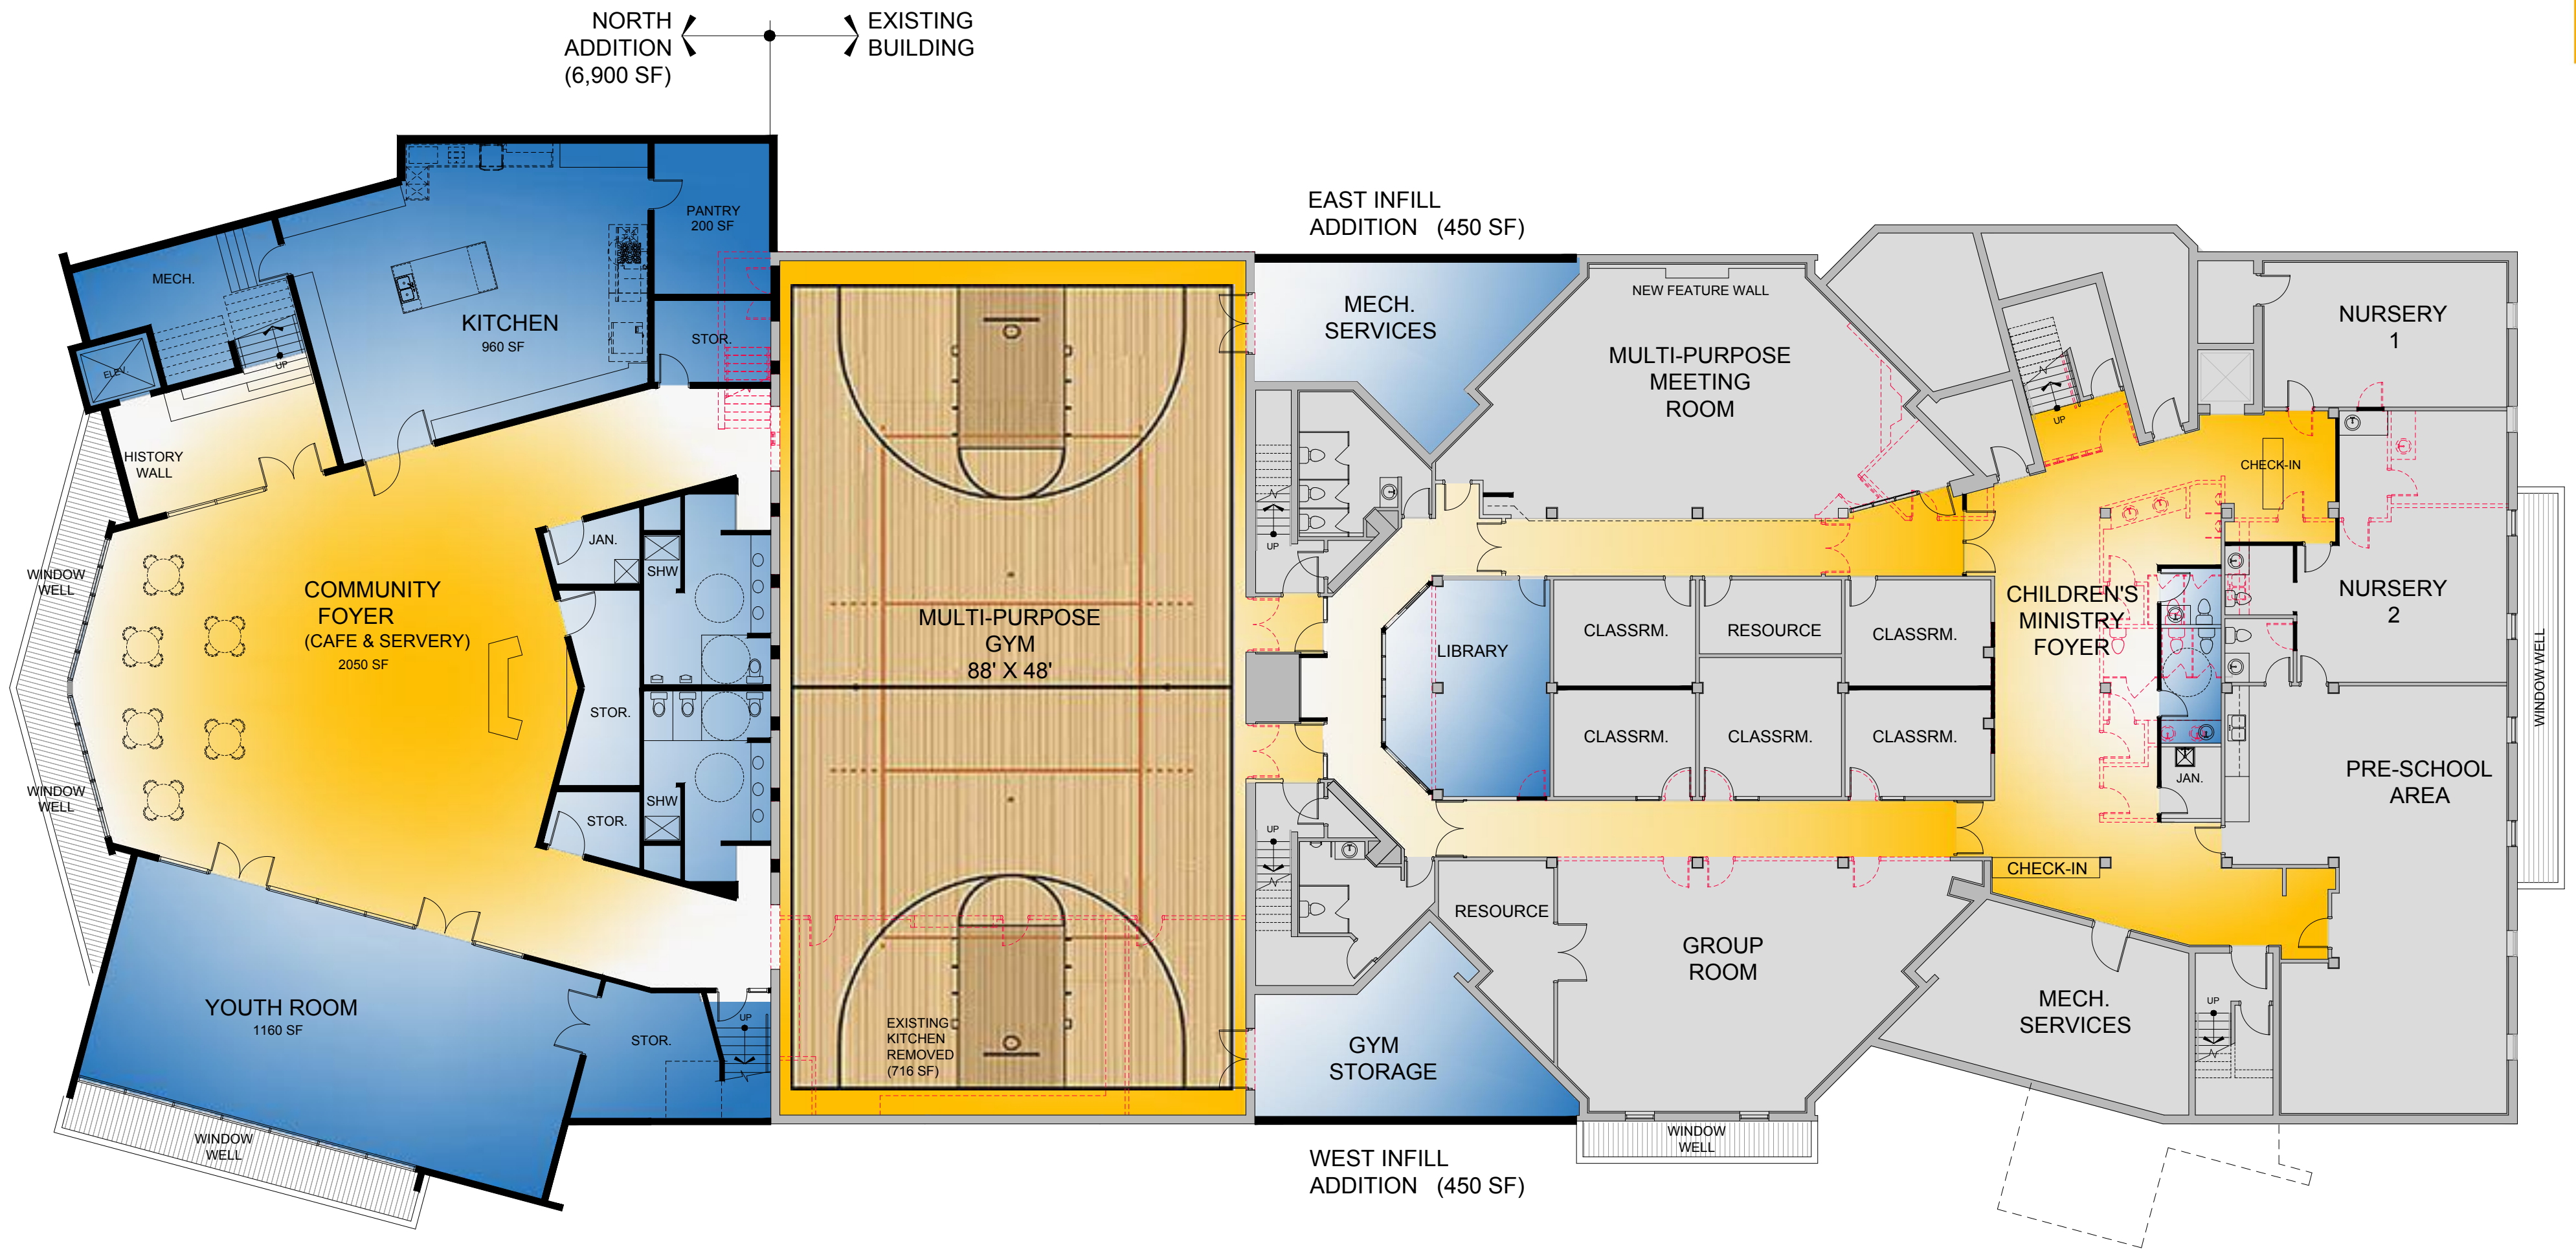 NORTH
ADDITION
(6,900 SF)
EXISTING
BUILDING
EAST INFILL
ADDITION (450 SF)
PANTRY
200 SF
MECH.
KITCHEN
960 SF
STOR.
ELEV.
UP
HISTORY
WALL
MECH.
SERVICES
NEW FEATURE WALL
MULTI-PURPOSE
MEETING
ROOM
NURSERY
1
UP
CHECK-IN
JAN.
SHW
UP
WINDOW
WELL
COMMUNITY
FOYER
(CAFE & SERVERY)
2050 SF
MULTI-PURPOSE
GYM
88' X 48'
LIBRARY
CLASSRM.
RESOURCE
CLASSRM.
CHILDREN'S
MINISTRY
FOYER
NURSERY
2
WINDOW WELL
STOR.
CLASSRM.
CLASSRM.
CLASSRM.
WINDOW
WELL
SHW
STOR.
JAN.
PRE-SCHOOL
AREA
UP
CHECK-IN
RESOURCE
GROUP
ROOM
YOUTH ROOM
1160 SF
STOR.
UP
EXISTING
KITCHEN
REMOVED
(716 SF)
GYM
STORAGE
MECH.
SERVICES
UP
WINDOW
WELL
WINDOW
WELL
WEST INFILL
ADDITION (450 SF)